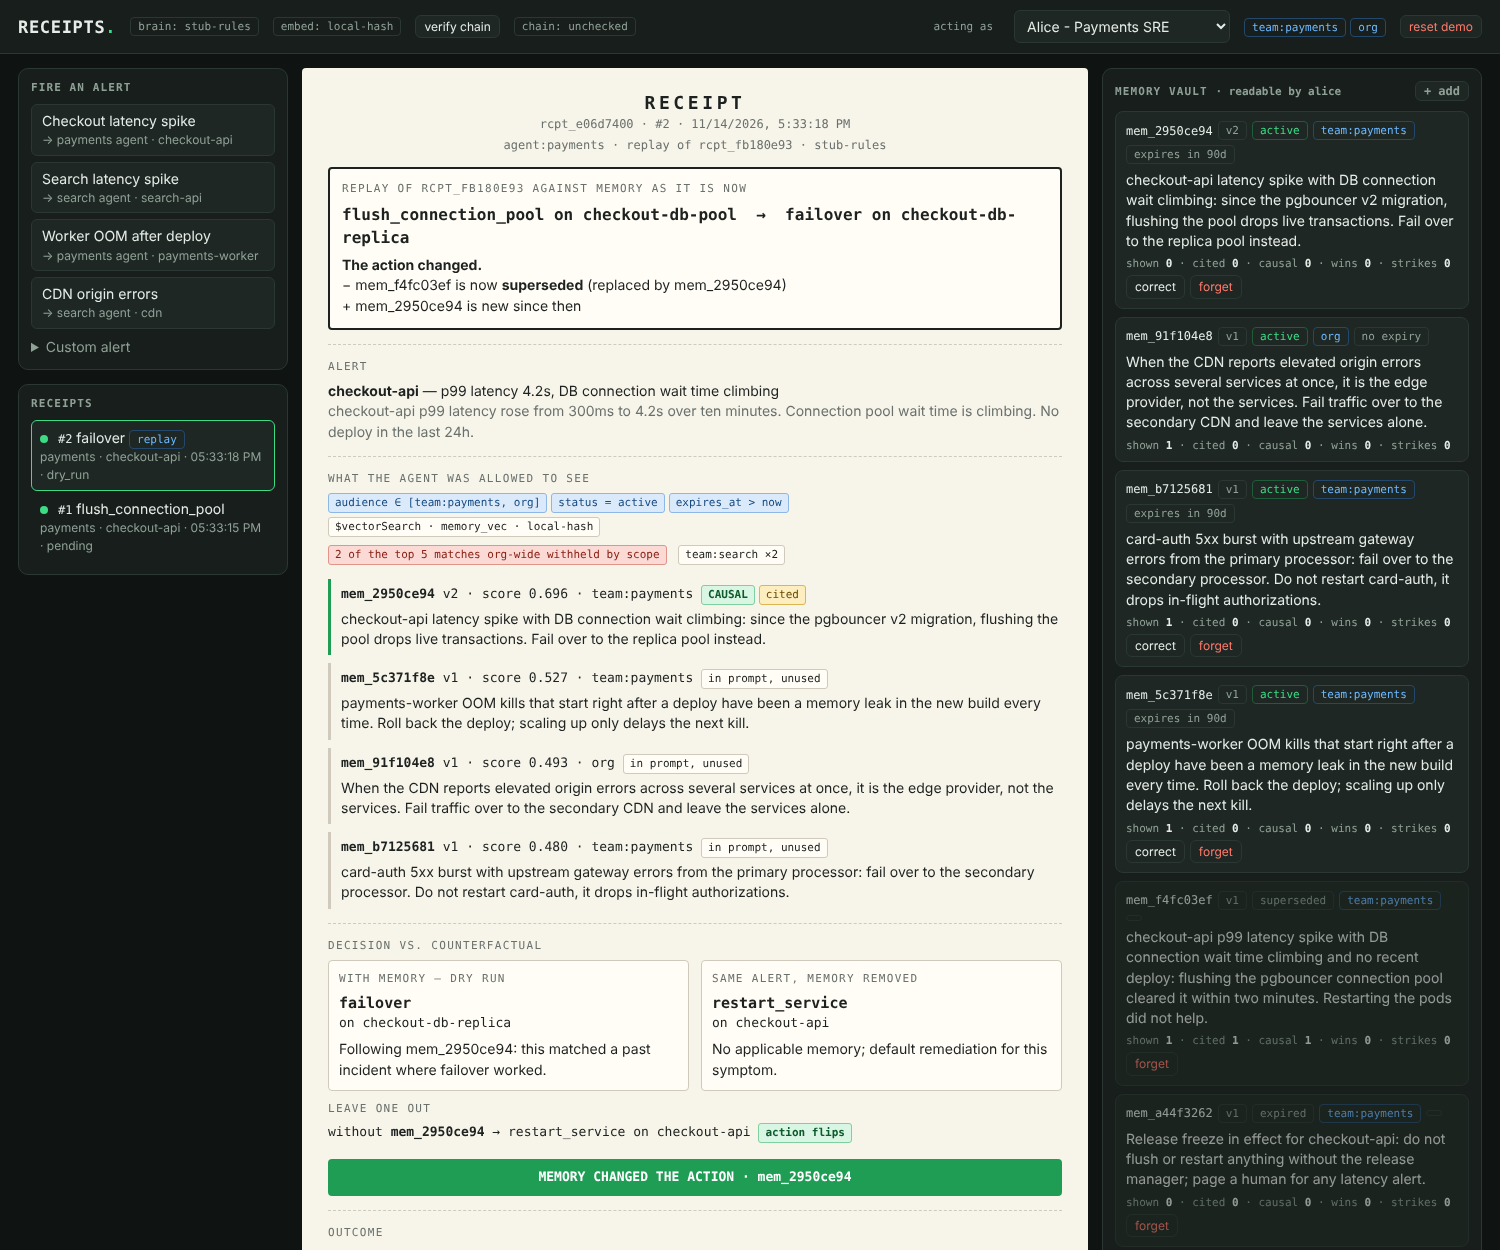 RECEIPTS.
brain: stub-rules
embed: local-hash
verify chain
chain: unchecked
acting as
Alice - Payments SRE
team:payments
org
reset demo
FIRE AN ALERT
Checkout latency spike
→ payments agent · checkout-api
Search latency spike
→ search agent · search-api
Worker OOM after deploy
→ payments agent · payments-worker
CDN origin errors
→ search agent · cdn
▶ Custom alert
RECEIPTS
#2 failover replay
payments · checkout-api · 05:33:18 PM
· dry_run
#1 flush_connection_pool
payments · checkout-api · 05:33:15 PM
· pending
RECEIPT
rcpt_e06d7400 · #2 · 11/14/2026, 5:33:18 PM
agent:payments · replay of rcpt_fb180e93 · stub-rules
REPLAY OF RCPT_FB180E93 AGAINST MEMORY AS IT IS NOW
flush_connection_pool on checkout-db-pool → failover on checkout-db-
replica
The action changed.
− mem_f4fc03ef is now superseded (replaced by mem_2950ce94)
+ mem_2950ce94 is new since then
ALERT
checkout-api — p99 latency 4.2s, DB connection wait time climbing
checkout-api p99 latency rose from 300ms to 4.2s over ten minutes. Connection pool wait time is climbing. No
deploy in the last 24h.
WHAT THE AGENT WAS ALLOWED TO SEE
audience ∈ [team:payments, org] status = active expires_at > now
$vectorSearch · memory_vec · local-hash
2 of the top 5 matches org-wide withheld by scope team:search ×2
mem_2950ce94 v2 · score 0.696 · team:payments CAUSAL cited
checkout-api latency spike with DB connection wait climbing: since the pgbouncer v2 migration, flushing the
pool drops live transactions. Fail over to the replica pool instead.
mem_5c371f8e v1 · score 0.527 · team:payments in prompt, unused
payments-worker OOM kills that start right after a deploy have been a memory leak in the new build every
time. Roll back the deploy; scaling up only delays the next kill.
mem_91f104e8 v1 · score 0.493 · org in prompt, unused
When the CDN reports elevated origin errors across several services at once, it is the edge provider, not the
services. Fail traffic over to the secondary CDN and leave the services alone.
mem_b7125681 v1 · score 0.480 · team:payments in prompt, unused
card-auth 5xx burst with upstream gateway errors from the primary processor: fail over to the secondary
processor. Do not restart card-auth, it drops in-flight authorizations.
DECISION VS. COUNTERFACTUAL
WITH MEMORY — DRY RUN
failover
on checkout-db-replica
Following mem_2950ce94: this matched a past
incident where failover worked.
SAME ALERT, MEMORY REMOVED
restart_service
on checkout-api
No applicable memory; default remediation for this
symptom.
LEAVE ONE OUT
without mem_2950ce94 → restart_service on checkout-api action flips
MEMORY CHANGED THE ACTION · mem_2950ce94
OUTCOME
MEMORY VAULT · readable by alice
+ add
mem_2950ce94 v2 active team:payments
expires in 90d
checkout-api latency spike with DB connection
wait climbing: since the pgbouncer v2 migration,
flushing the pool drops live transactions. Fail over
to the replica pool instead.
shown 0 · cited 0 · causal 0 · wins 0 · strikes 0
correct forget
mem_91f104e8 v1 active org no expiry
When the CDN reports elevated origin errors
across several services at once, it is the edge
provider, not the services. Fail traffic over to the
secondary CDN and leave the services alone.
shown 1 · cited 0 · causal 0 · wins 0 · strikes 0
mem_b7125681 v1 active team:payments
expires in 90d
card-auth 5xx burst with upstream gateway
errors from the primary processor: fail over to the
secondary processor. Do not restart card-auth, it
drops in-flight authorizations.
shown 1 · cited 0 · causal 0 · wins 0 · strikes 0
correct forget
mem_5c371f8e v1 active team:payments
expires in 90d
payments-worker OOM kills that start right after a
deploy have been a memory leak in the new build
every time. Roll back the deploy; scaling up only
delays the next kill.
shown 1 · cited 0 · causal 0 · wins 0 · strikes 0
correct forget
mem_f4fc03ef v1 superseded team:payments
checkout-api p99 latency spike with DB
connection wait time climbing and no recent
deploy: flushing the pgbouncer connection pool
cleared it within two minutes. Restarting the pods
did not help.
shown 1 · cited 1 · causal 1 · wins 0 · strikes 0
forget
mem_a44f3262 v1 expired team:payments
Release freeze in effect for checkout-api: do not
flush or restart anything without the release
manager; page a human for any latency alert.
shown 0 · cited 0 · causal 0 · wins 0 · strikes 0
forget